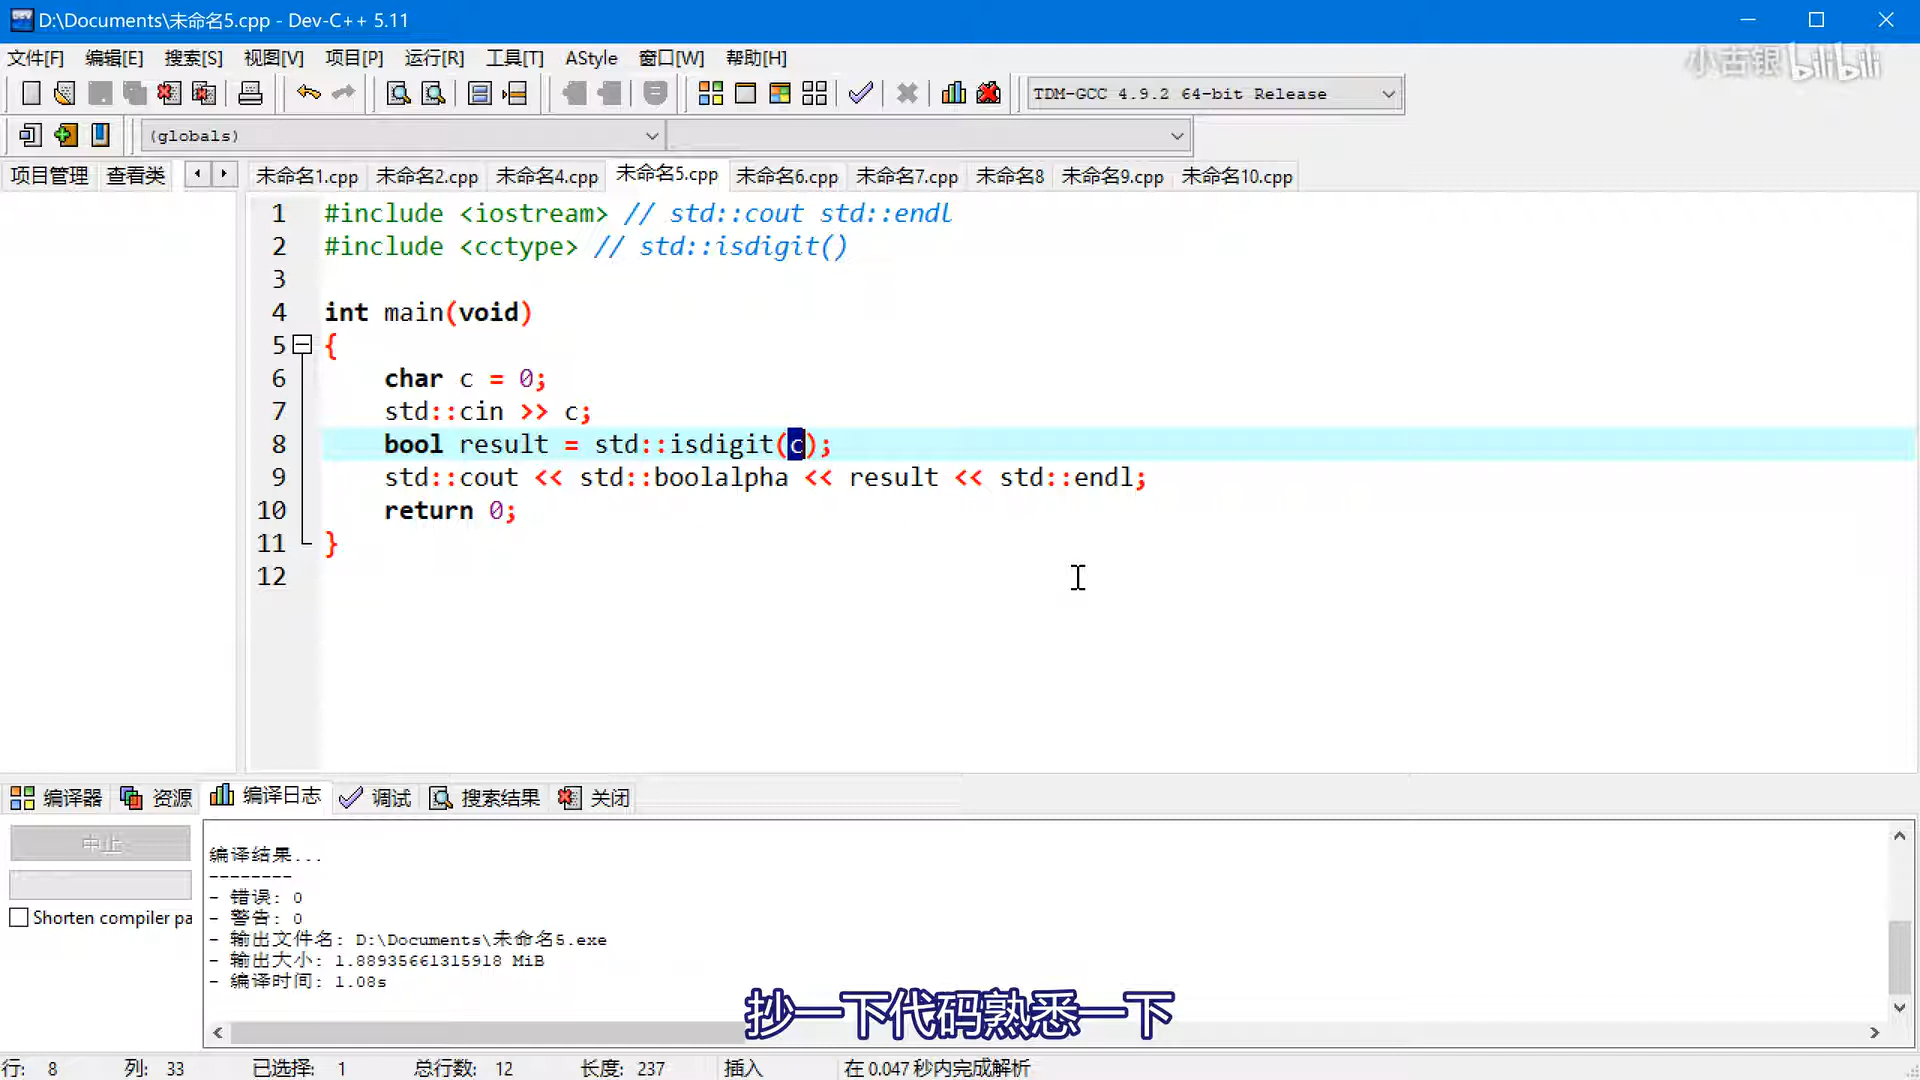 D:\Documents\未命名5.cpp - Dev-C++ 5.11
文件[F] 编辑[E] 搜索[S] 视图[V] 项目[P] 运行[R] 工具[T] AStyle 窗口[W] 帮助[H]
小古银 bilibili
TDM-GCC 4.9.2 64-bit Release
(globals)
项目管理 查看类 未命名1.cpp 未命名2.cpp 未命名4.cpp 未命名5.cpp 未命名6.cpp 未命名7.cpp 未命名8 未命名9.cpp 未命名10.cpp
1 #include <iostream> // std::cout std::endl
2 #include <cctype> // std::isdigit()
3
4 int main(void)
5 {
6 char c = 0;
7 std::cin >> c;
8 bool result = std::isdigit(c);
9 std::cout << std::boolalpha << result << std::endl;
10 return 0;
11 }
12
编译器 资源 编译日志 调试 搜索结果 关闭
中止
Shorten compiler pa
编译结果...
--------
- 错误: 0
- 警告: 0
- 输出文件名: D:\Documents\未命名5.exe
- 输出大小: 1.88935661315918 MiB
- 编译时间: 1.08s
抄一下代码熟悉一下
行: 8 列: 33 已选择: 1 总行数: 12 长度: 237 插入 在 0.047 秒内完成解析